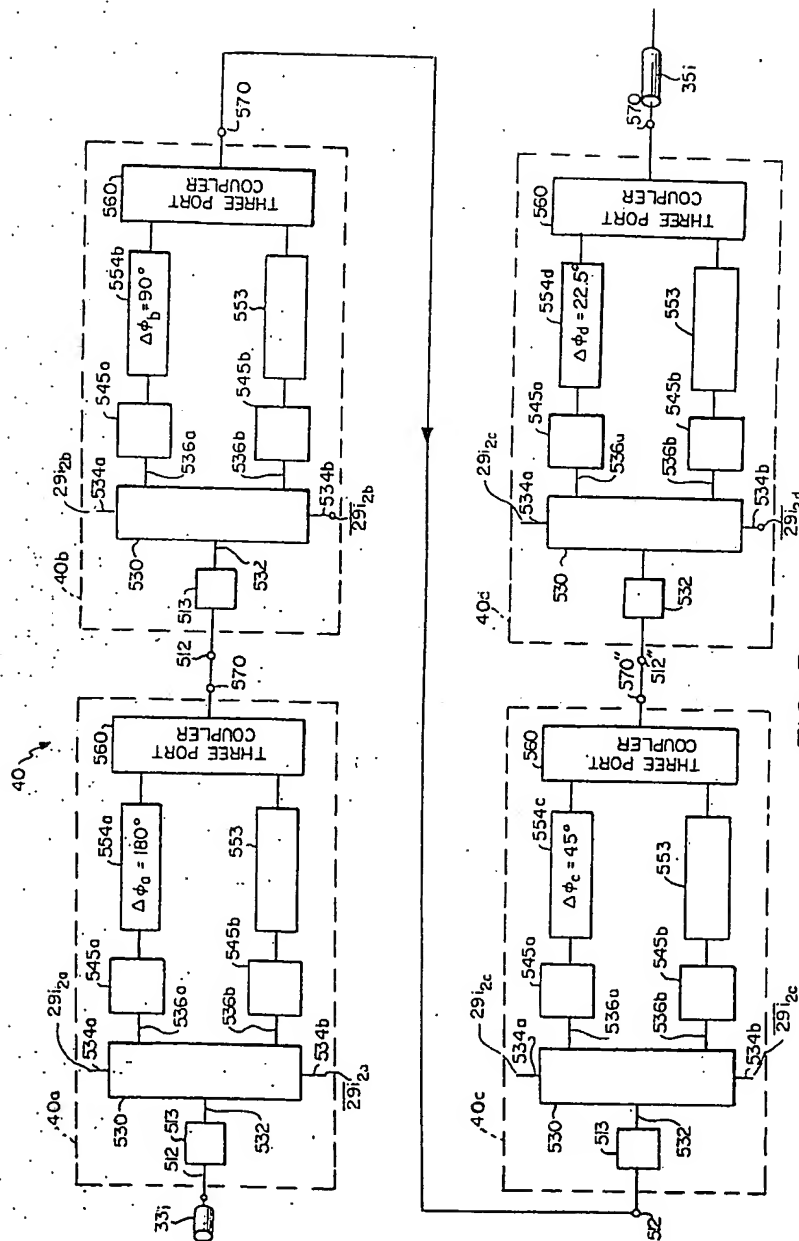 40
40a
33i
512
513
532
530
534a
29i2a
536a
545a
554a
Δϕa = 180°
536b
545b
553
534b
29i2a
560
THREE PORT
COUPLER
570
512
40b
513
532
530
534a
29i2b
536a
545a
554b
Δϕb = 90°
536b
545b
553
534b
29i2b
560
THREE PORT
COUPLER
570
40c
512
513
532
530
534a
29i2c
536a
545a
554c
Δϕc = 45°
536b
545b
553
534b
29i2c
560
THREE PORT
COUPLER
570"
512"
40d
532
530
534a
29i2c
536a
545a
554d
Δϕd = 22.5°
536b
545b
553
534b
29i2d
560
THREE PORT
COUPLER
570
35i